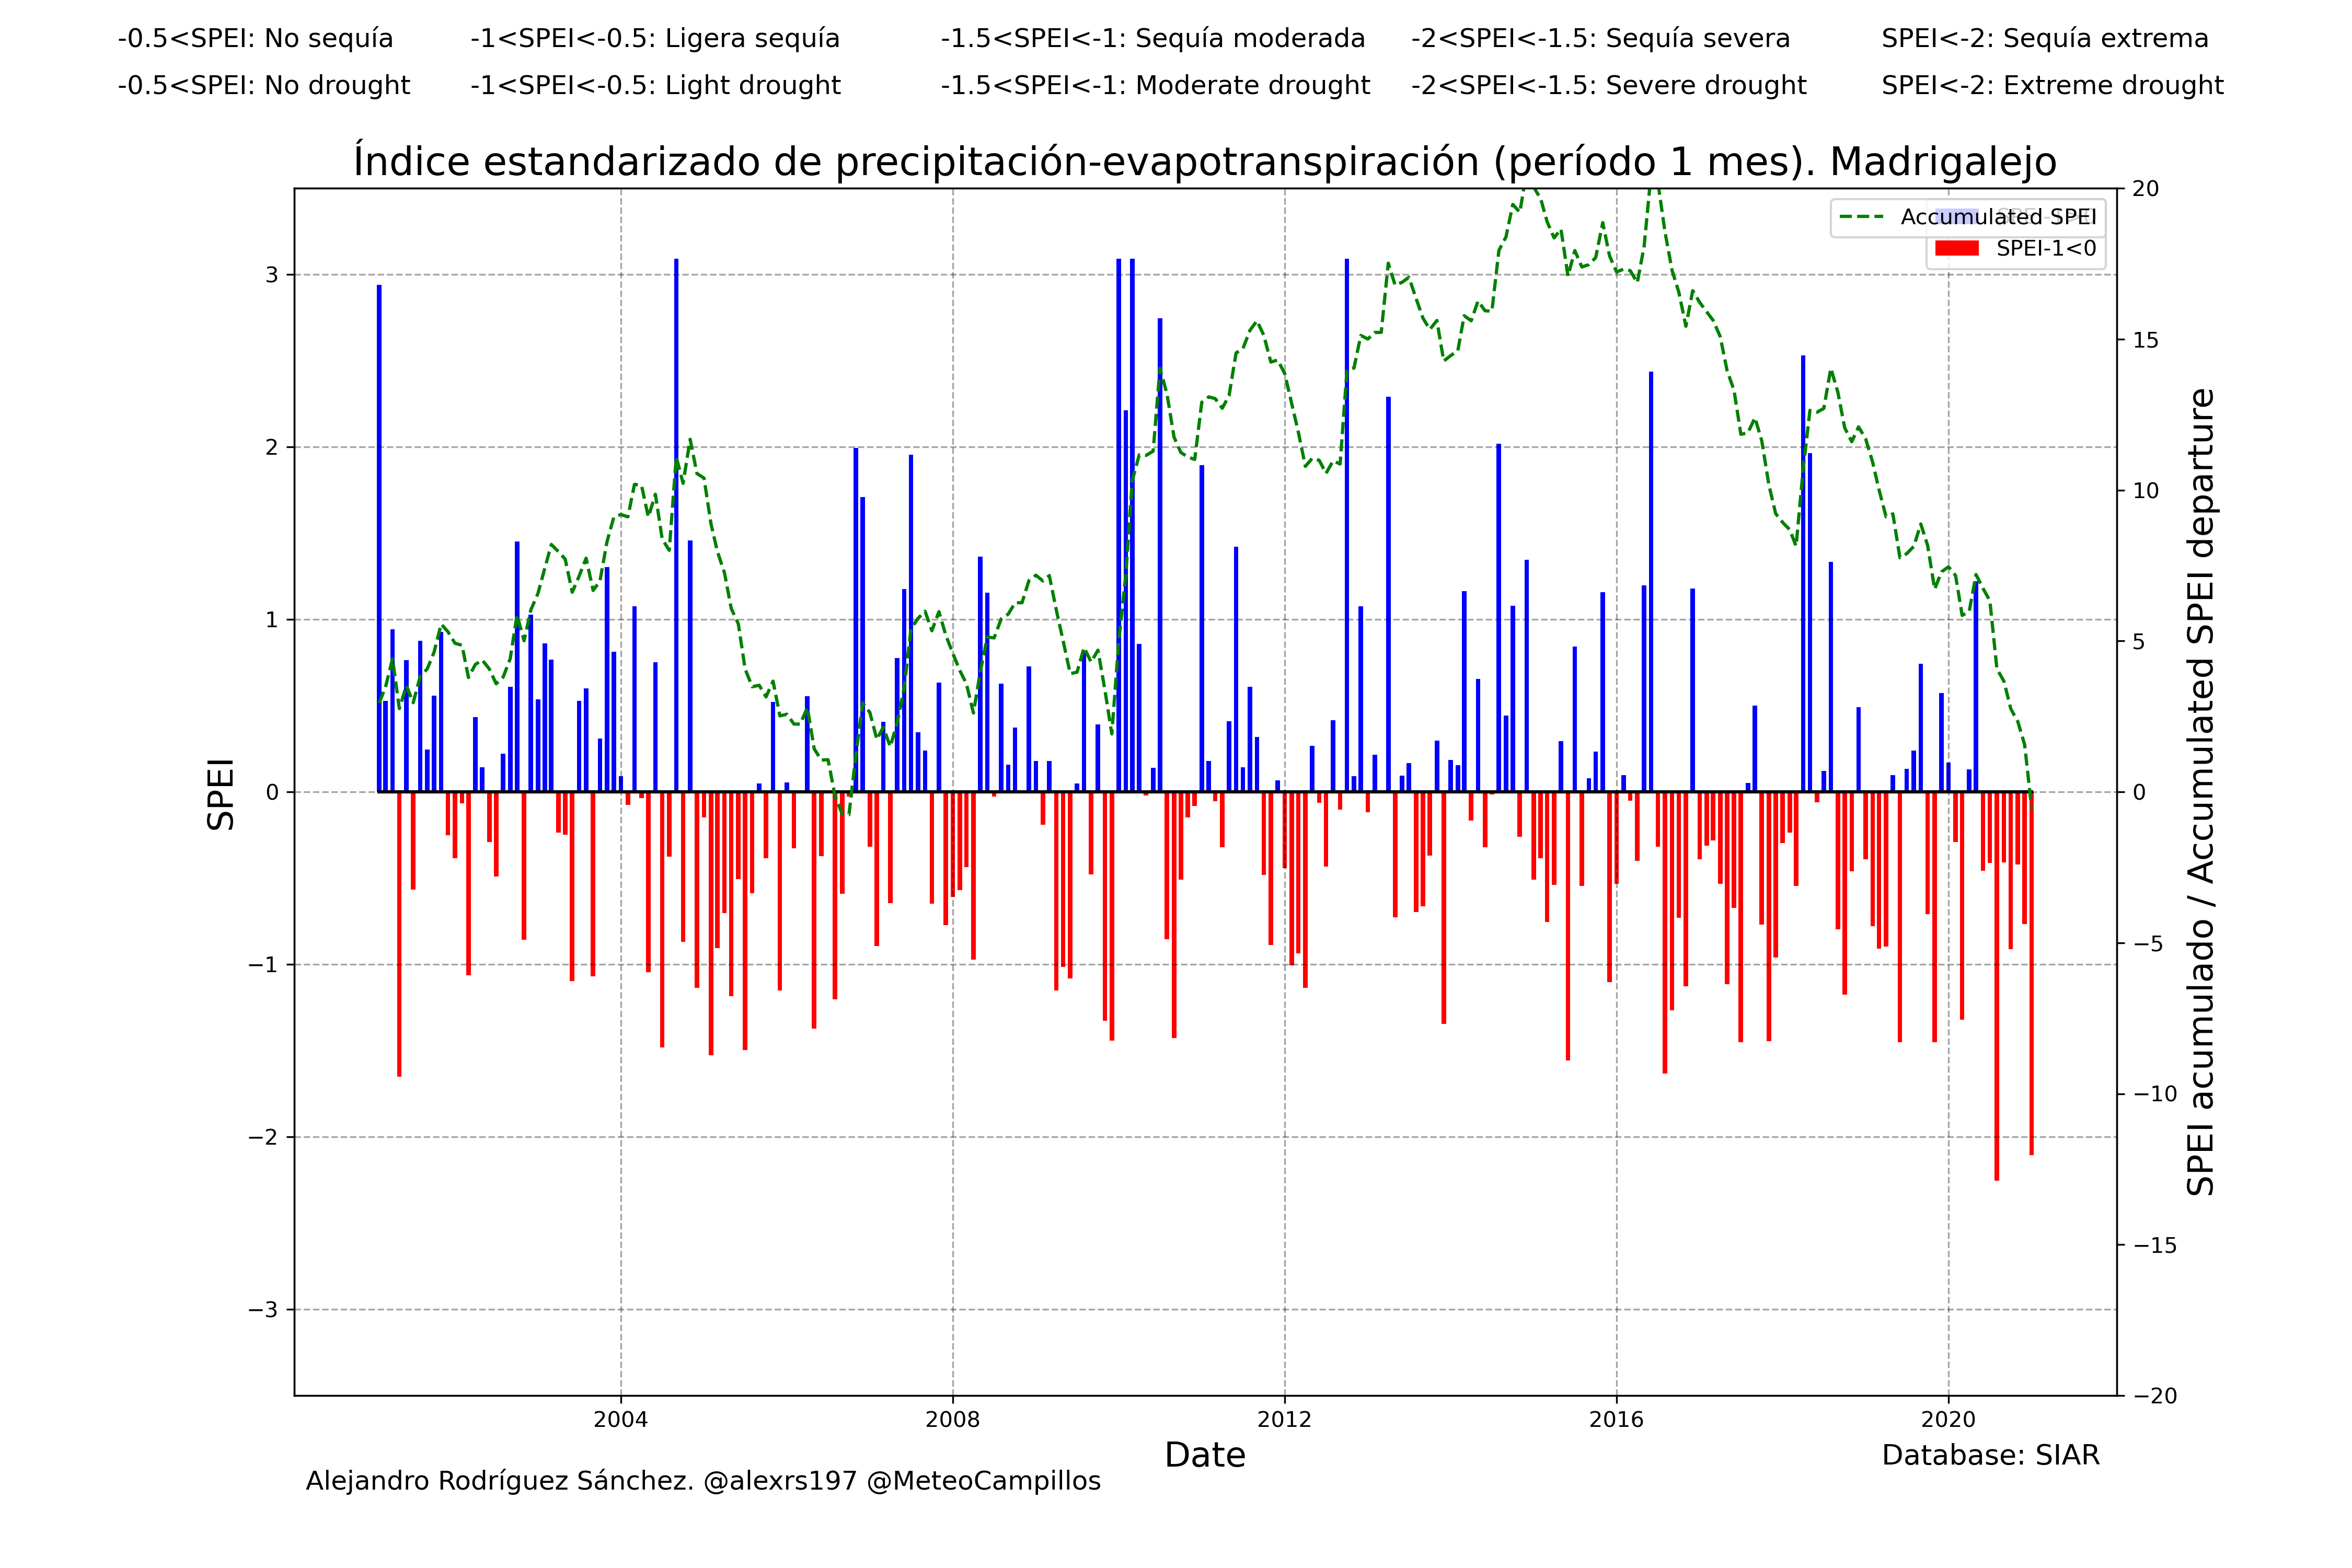 -0.5<SPEI: No sequía -1<SPEI<-0.5: Ligera sequía -1.5<SPEI<-1: Sequía moderada -2<SPEI<-1.5: Sequía severa SPEI<-2: Sequía extrema
-0.5<SPEI: No drought -1<SPEI<-0.5: Light drought -1.5<SPEI<-1: Moderate drought -2<SPEI<-1.5: Severe drought SPEI<-2: Extreme drought
Índice estandarizado de precipitación-evapotranspiración (período 1 mes). Madrigalejo
Accumulated SPEI
SPEI-1<0
SPEI
3
2
1
0
−1
−2
−3
20
15
10
5
0
−5
−10
−15
−20
SPEI acumulado / Accumulated SPEI departure
2004 2008 2012 2016 2020
Date
Database: SIAR
Alejandro Rodríguez Sánchez. @alexrs197 @MeteoCampillos